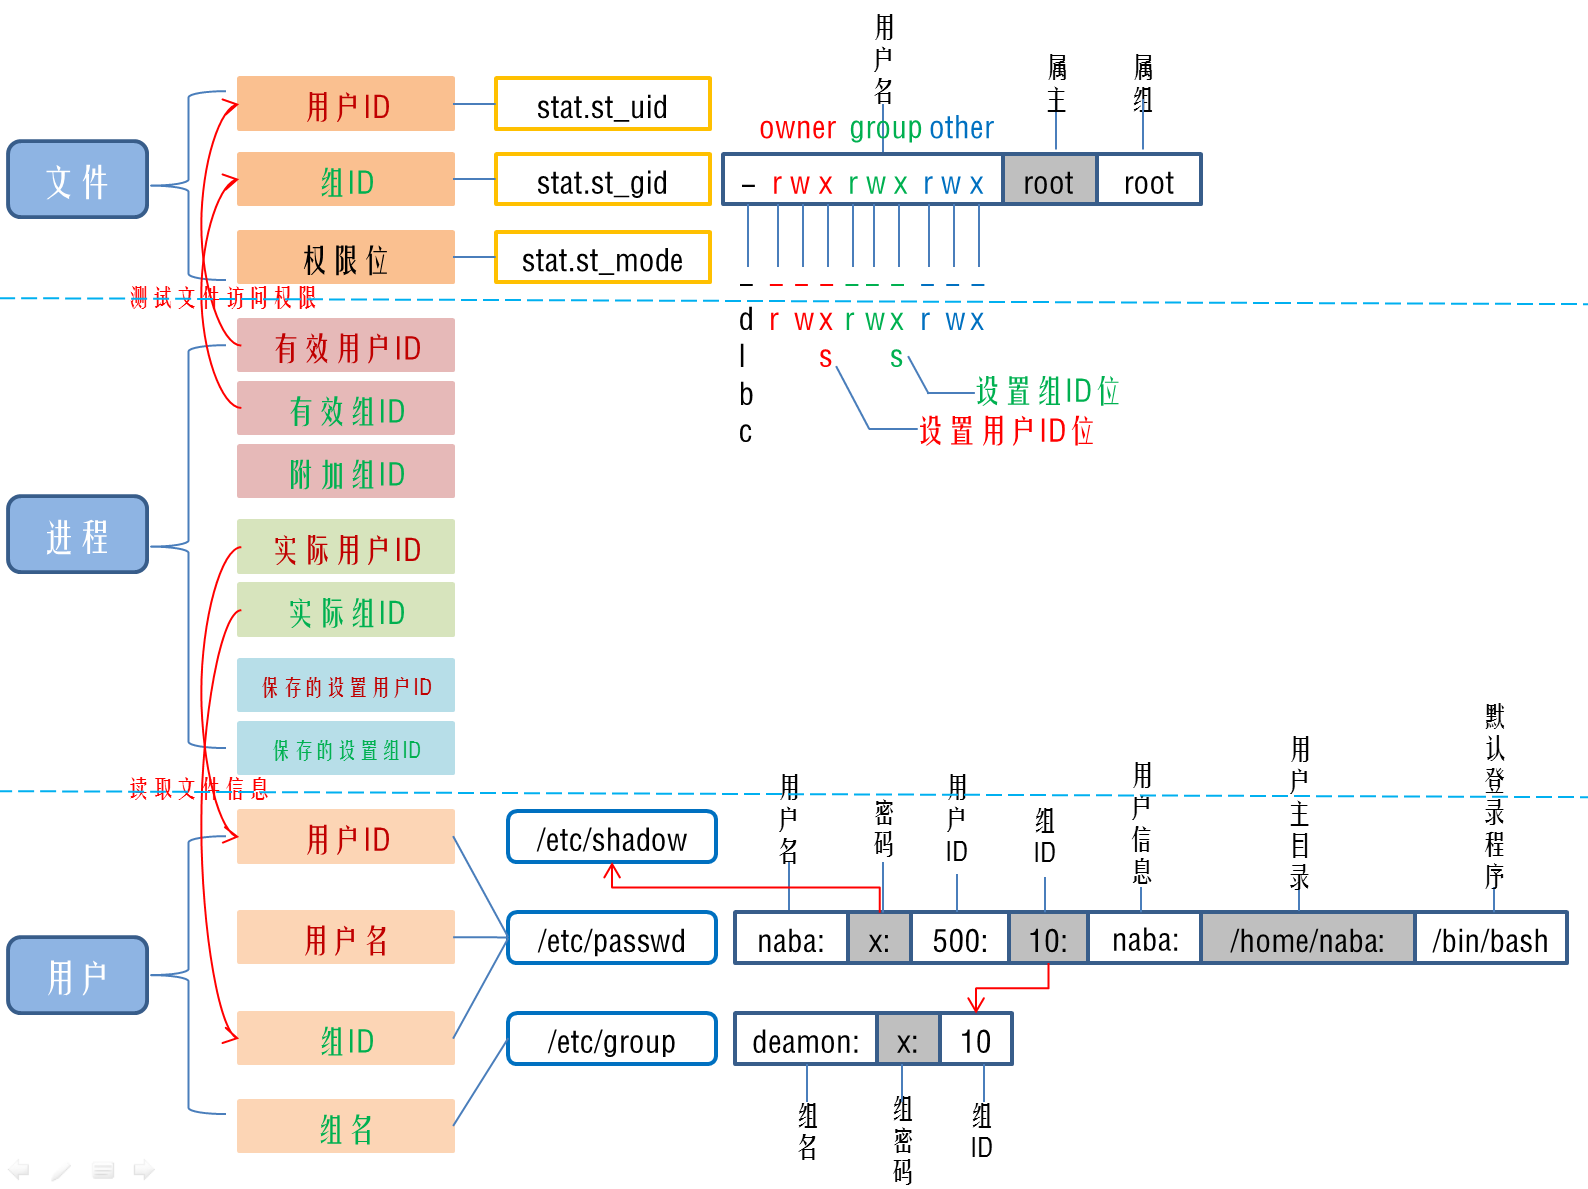 用户名
属主
属组
owner group other
文件
用户ID
stat.st_uid
组ID
stat.st_gid
– r w x r w x r w x
root
root
权限位
stat.st_mode
测试文件访问权限
– – – – – – – – – –
d r w x r w x r w x
l s s
b
c
设置组ID位
设置用户ID位
进程
有效用户ID
有效组ID
附加组ID
实际用户ID
实际组ID
保存的设置用户ID
保存的设置组ID
读取文件信息
用户名
密码
用户ID
组ID
用户信息
用户主目录
默认登录程序
用户
用户ID
/etc/shadow
用户名
/etc/passwd
naba:
x:
500:
10:
naba:
/home/naba:
/bin/bash
组ID
/etc/group
deamon:
x:
10
组名
组名
组密码
组ID